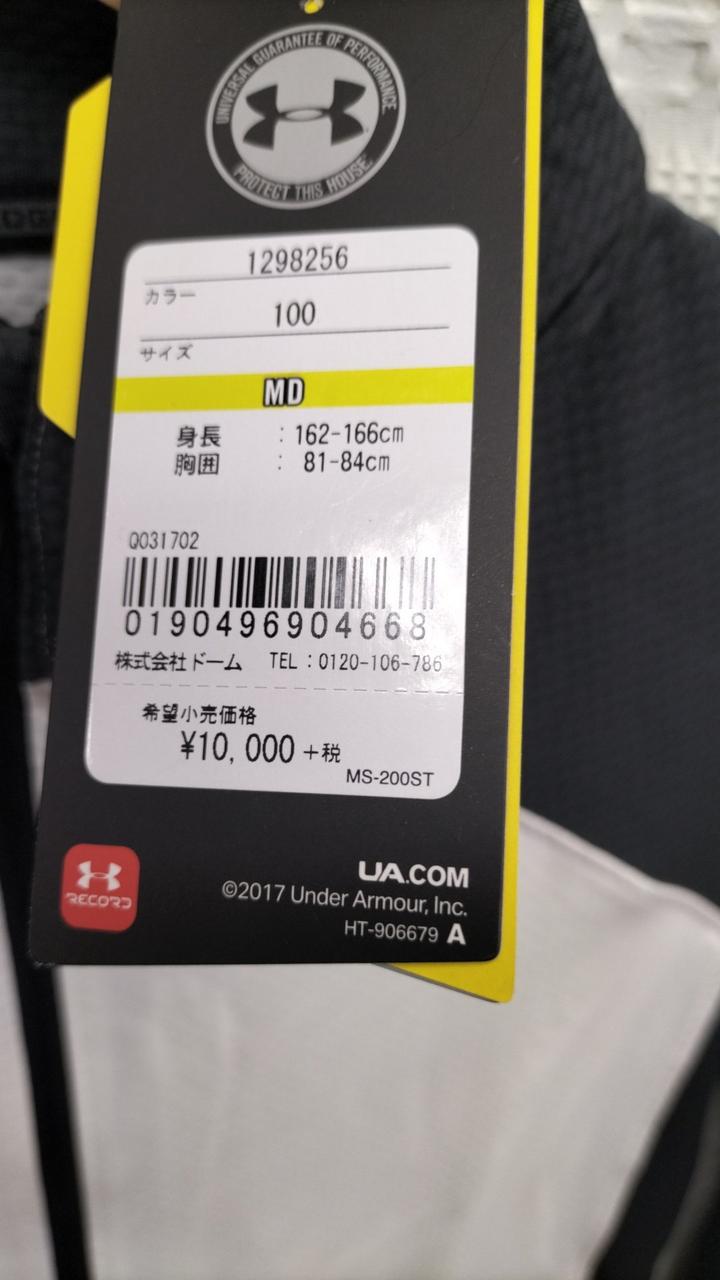 UNIVERSAL GUARANTEE OF PERFORMANCE
PROTECT THIS HOUSE.
1298256
カラー
100
サイズ
MD
身長 : 162-166cm
胸囲 : 81-84cm
Q031702
0190496904668
株式会社ドーム TEL : 0120-106-786
希望小売価格
¥10,000 +税
MS-200ST
RECORD
UA.COM
©2017 Under Armour, Inc.
HT-906679 A